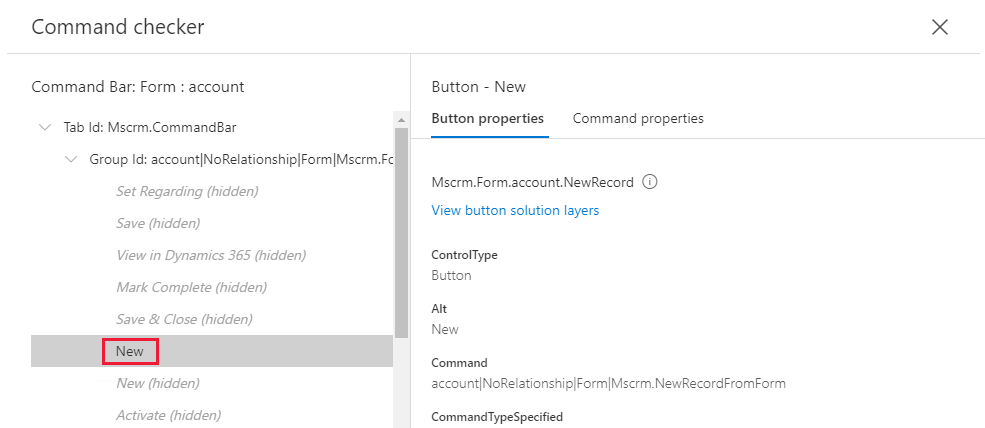 Command checker
Command Bar: Form : account
Tab Id: Mscrm.CommandBar
Group Id: account|NoRelationship|Form|Mscrm.Fo
Set Regarding (hidden)
Save (hidden)
View in Dynamics 365 (hidden)
Mark Complete (hidden)
Save & Close (hidden)
New
New (hidden)
Activate (hidden)
Button - New
Button properties
Command properties
Mscrm.Form.account.NewRecord
View button solution layers
ControlType
Button
Alt
New
Command
account|NoRelationship|Form|Mscrm.NewRecordFromForm
CommandTypeSpecified